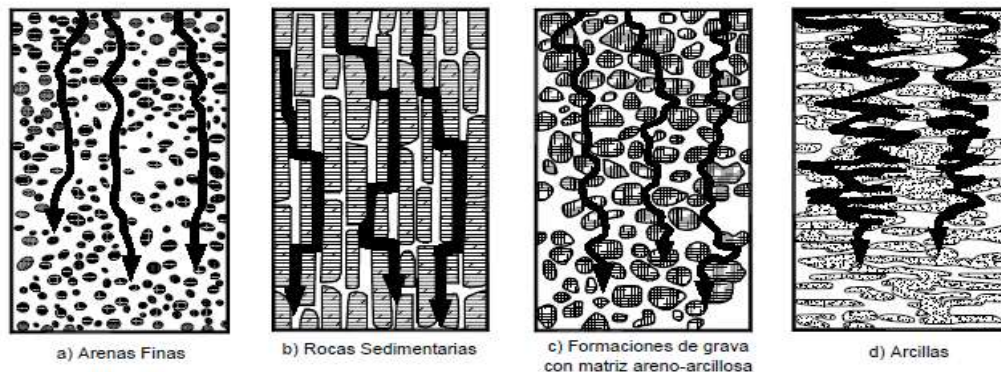 a) Arenas Finas
b) Rocas Sedimentarias
c) Formaciones de grava
con matriz areno-arcillosa
d) Arcillas